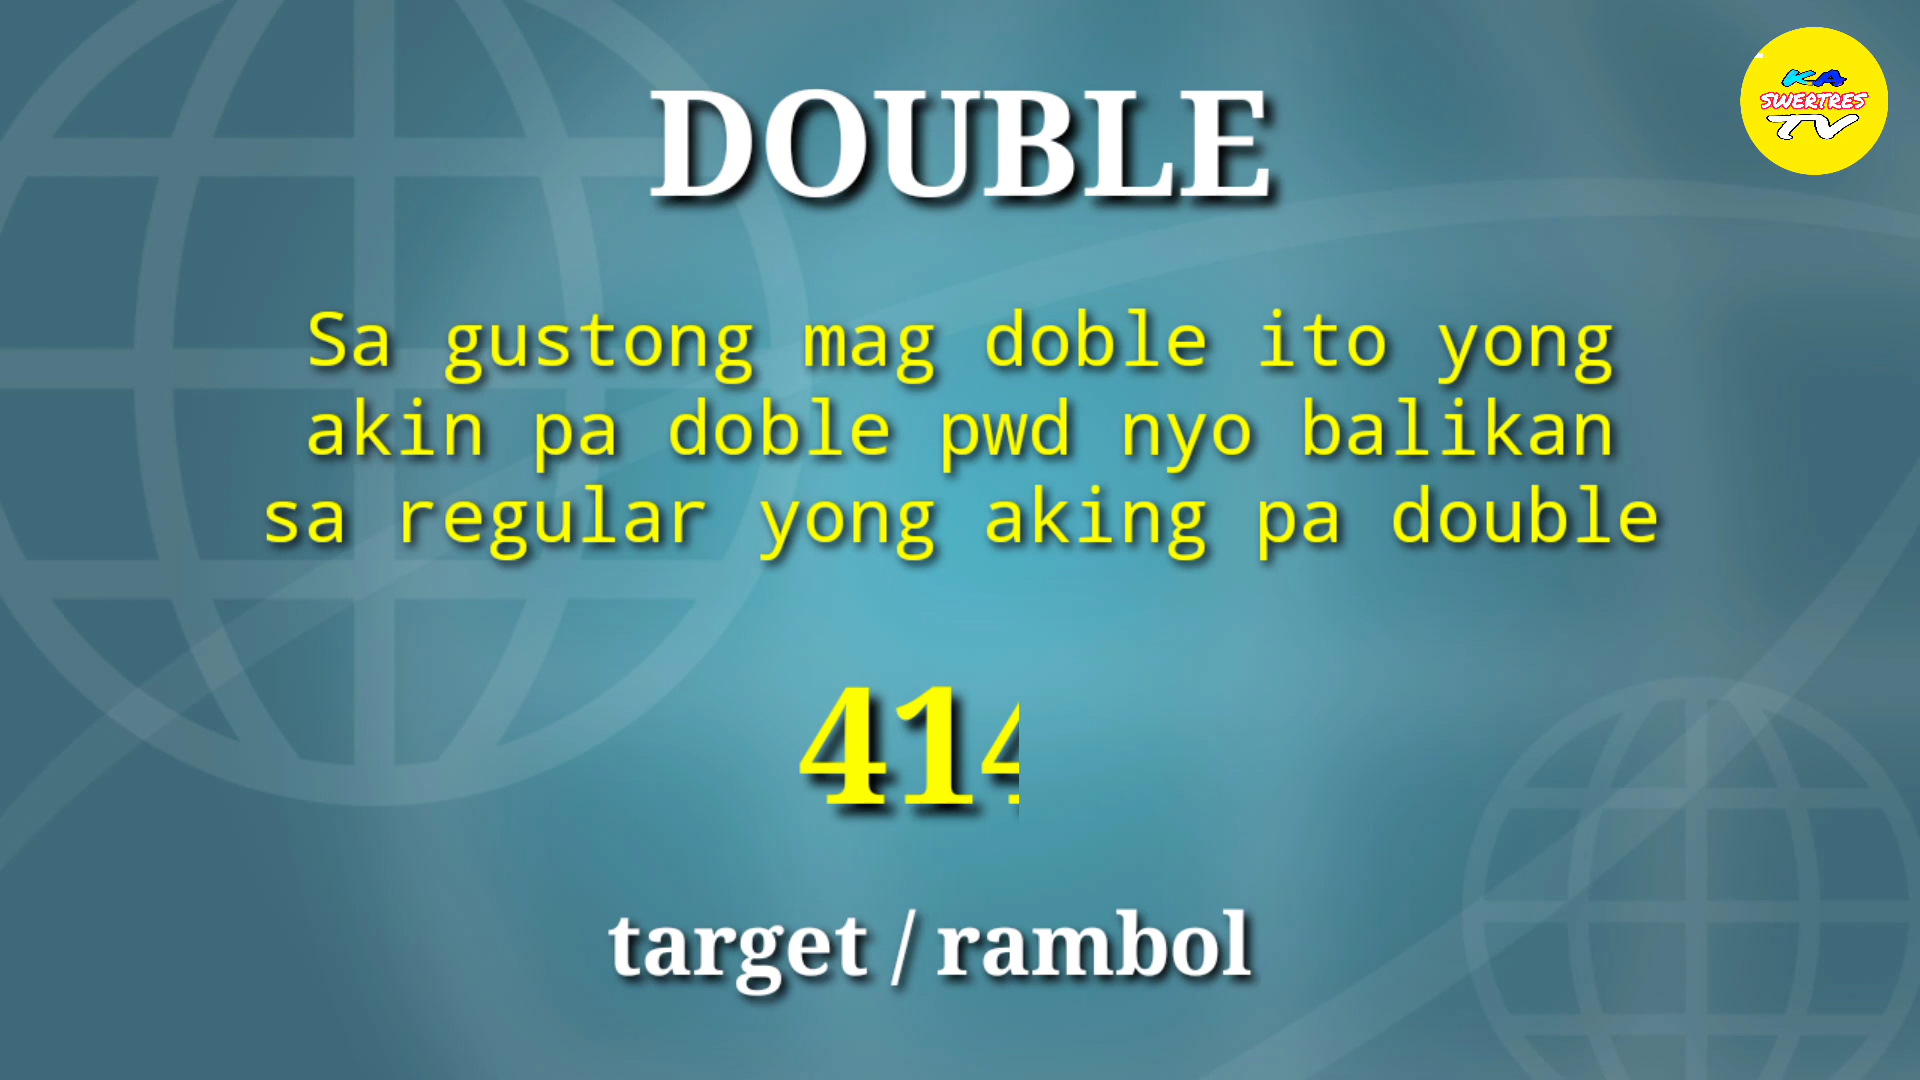 DOUBLE
KA
SWERTRES
TV
Sa gustong mag doble ito yong
akin pa doble pwd nyo balikan
sa regular yong aking pa double
414
target / rambol